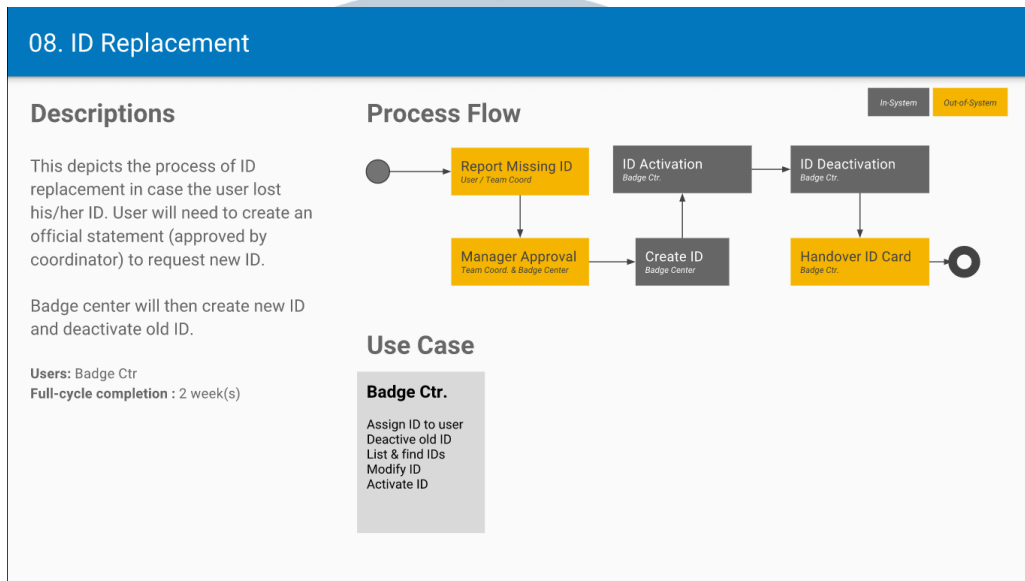 08. ID Replacement
Descriptions
This depicts the process of ID
replacement in case the user lost
his/her ID. User will need to create an
official statement (approved by
coordinator) to request new ID.
Badge center will then create new ID
and deactivate old ID.
Users: Badge Ctr
Full-cycle completion : 2 week(s)
Process Flow
In-System
Out-of-System
Report Missing ID
User / Team Coord
Manager Approval
Team Coord. & Badge Center
Create ID
Badge Center
ID Activation
Badge Ctr.
ID Deactivation
Badge Ctr.
Handover ID Card
Badge Ctr.
Use Case
Badge Ctr.
Assign ID to user
Deactive old ID
List & find IDs
Modify ID
Activate ID